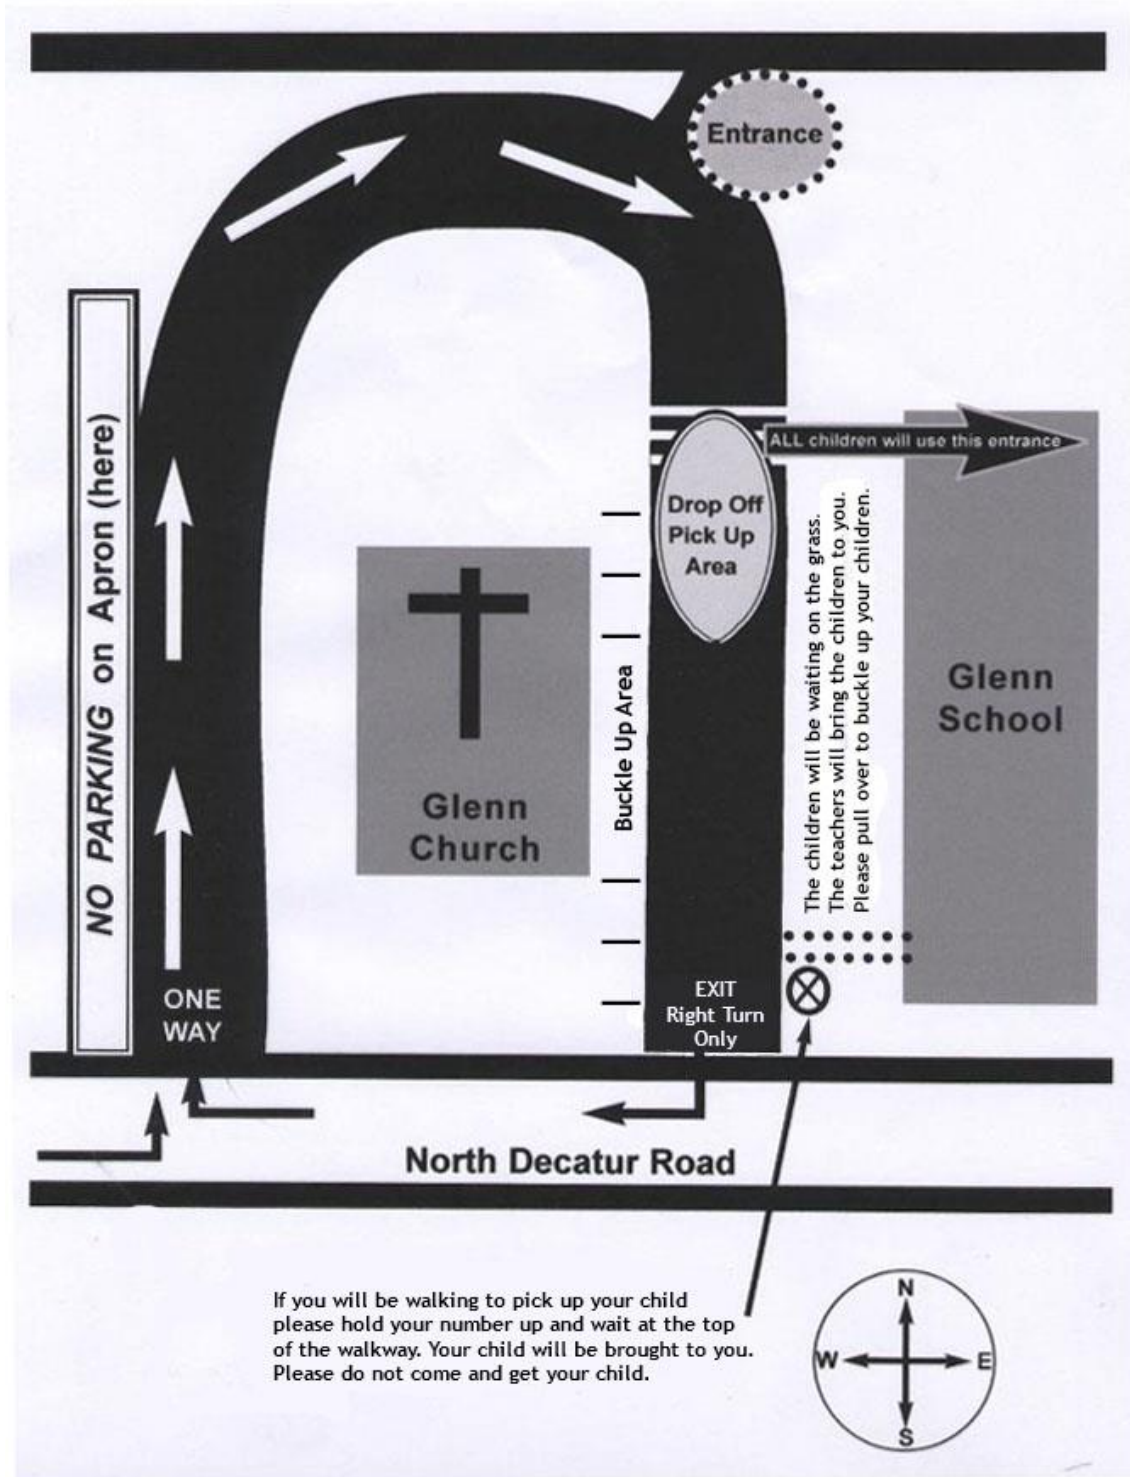 Entrance
ALL children will use this entrance
Drop Off
Pick Up
Area
NO PARKING on Apron (here)
The children will be waiting on the grass.
The teachers will bring the children to you.
Please pull over to buckle up your children.
Glenn
School
Buckle Up Area
Glenn
Church
ONE
WAY
EXIT
Right Turn
Only
North Decatur Road
If you will be walking to pick up your child
please hold your number up and wait at the top
of the walkway. Your child will be brought to you.
Please do not come and get your child.
N
W E
S